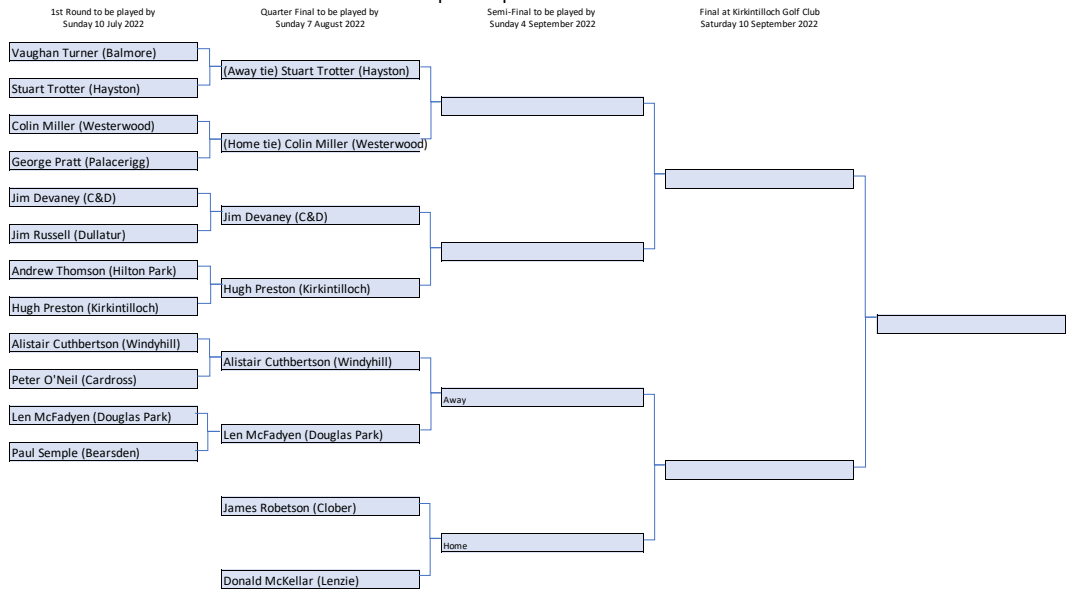 1st Round to be played by
Sunday 10 July 2022
Quarter Final to be played by
Sunday 7 August 2022
Semi-Final to be played by
Sunday 4 September 2022
Final at Kirkintilloch Golf Club
Saturday 10 September 2022
Vaughan Turner (Balmore)
Stuart Trotter (Hayston)
Colin Miller (Westerwood)
George Pratt (Palacerigg)
Jim Devaney (C&D)
Jim Russell (Dullatur)
Andrew Thomson (Hilton Park)
Hugh Preston (Kirkintilloch)
Alistair Cuthbertson (Windyhill)
Peter O'Neil (Cardross)
Len McFadyen (Douglas Park)
Paul Semple (Bearsden)
(Away tie) Stuart Trotter (Hayston)
(Home tie) Colin Miller (Westerwood)
Jim Devaney (C&D)
Hugh Preston (Kirkintilloch)
Alistair Cuthbertson (Windyhill)
Len McFadyen (Douglas Park)
James Robetson (Clober)
Donald McKellar (Lenzie)
Away
Home